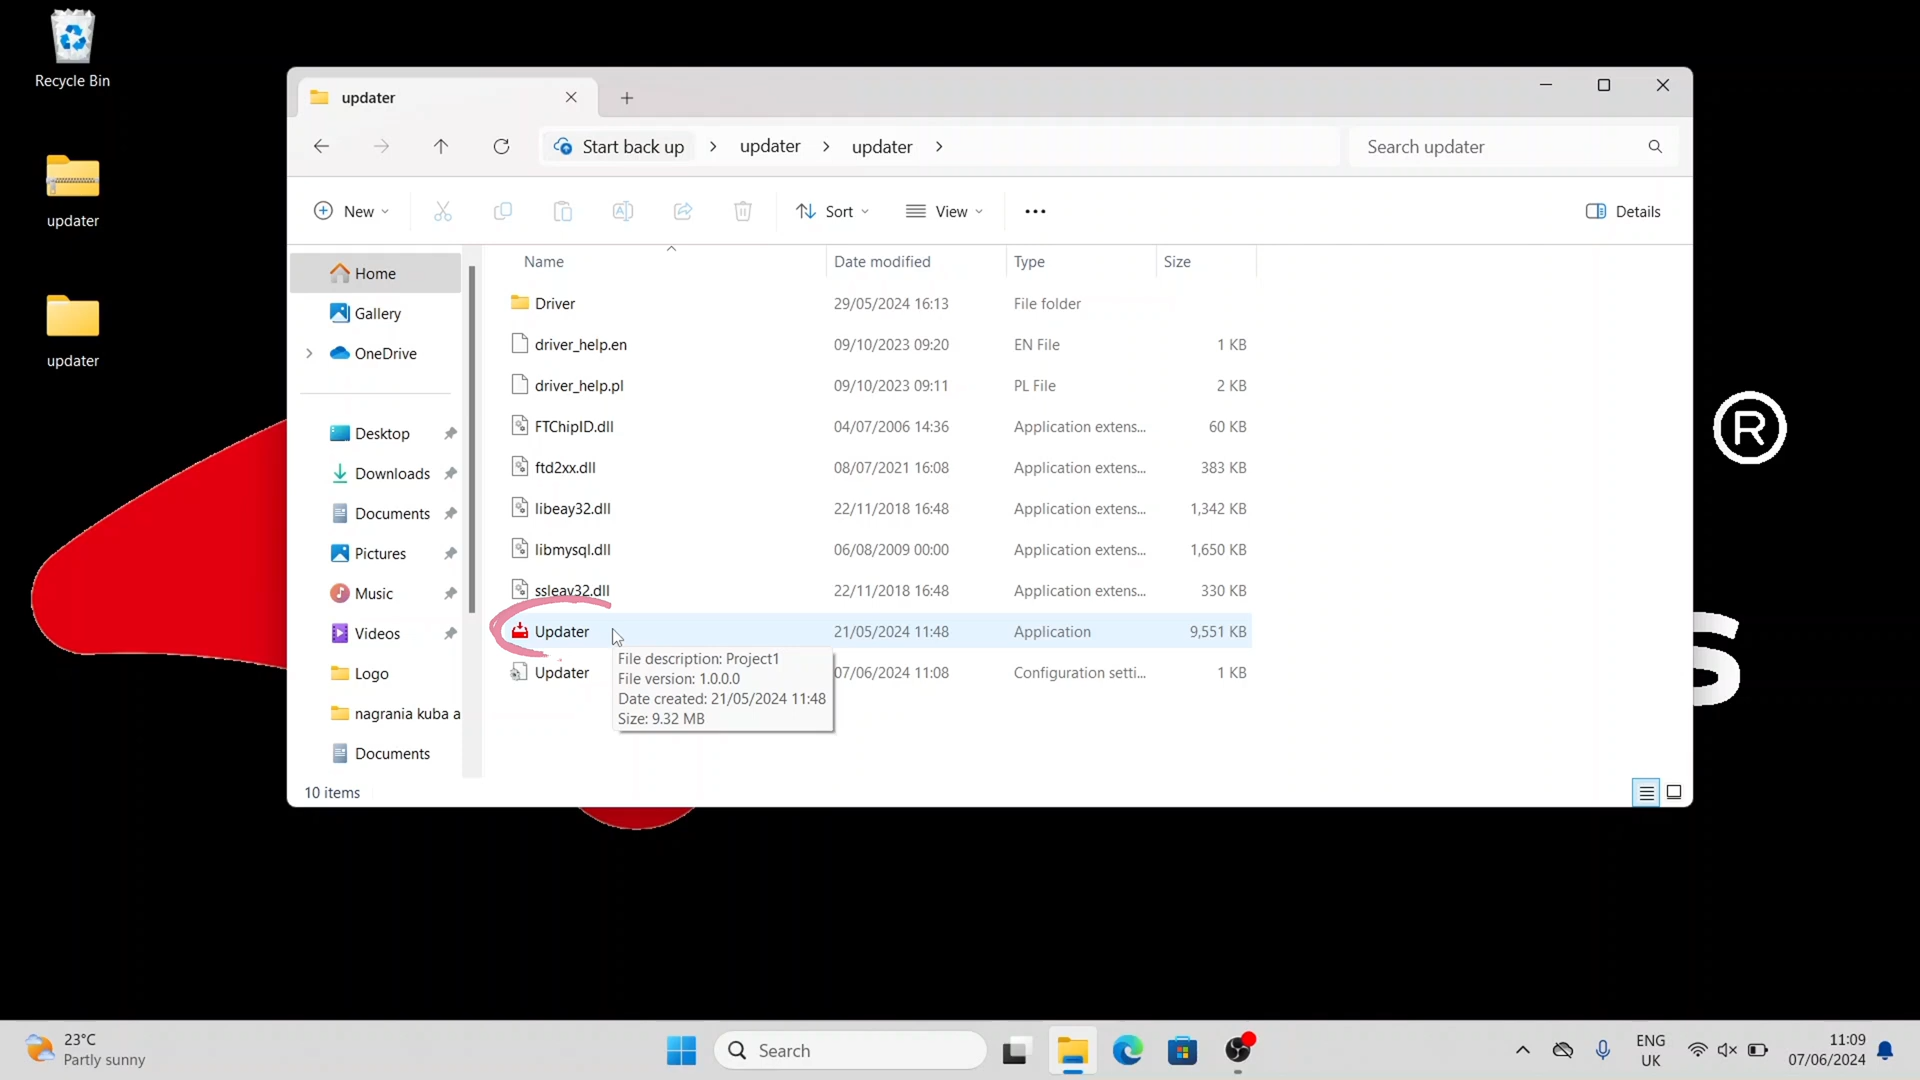 Recycle Bin
updater
updater
updater
Start back up
updater
updater
Search updater
New
Sort
View
Details
Home
Gallery
OneDrive
Desktop
Downloads
Documents
Pictures
Music
Videos
Logo
nagrania kuba a
Documents
Name Date modified Type Size
Driver 29/05/2024 16:13 File folder
driver_help.en 09/10/2023 09:20 EN File 1 KB
driver_help.pl 09/10/2023 09:11 PL File 2 KB
FTChipID.dll 04/07/2006 14:36 Application extens... 60 KB
ftd2xx.dll 08/07/2021 16:08 Application extens... 383 KB
libeay32.dll 22/11/2018 16:48 Application extens... 1,342 KB
libmysql.dll 06/08/2009 00:00 Application extens... 1,650 KB
ssleay32.dll 22/11/2018 16:48 Application extens... 330 KB
Updater 21/05/2024 11:48 Application 9,551 KB
Updater 07/06/2024 11:08 Configuration setti... 1 KB
File description: Project1
File version: 1.0.0.0
Date created: 21/05/2024 11:48
Size: 9.32 MB
10 items
®
s
23°C
Partly sunny
Search
ENG
UK
11:09
07/06/2024